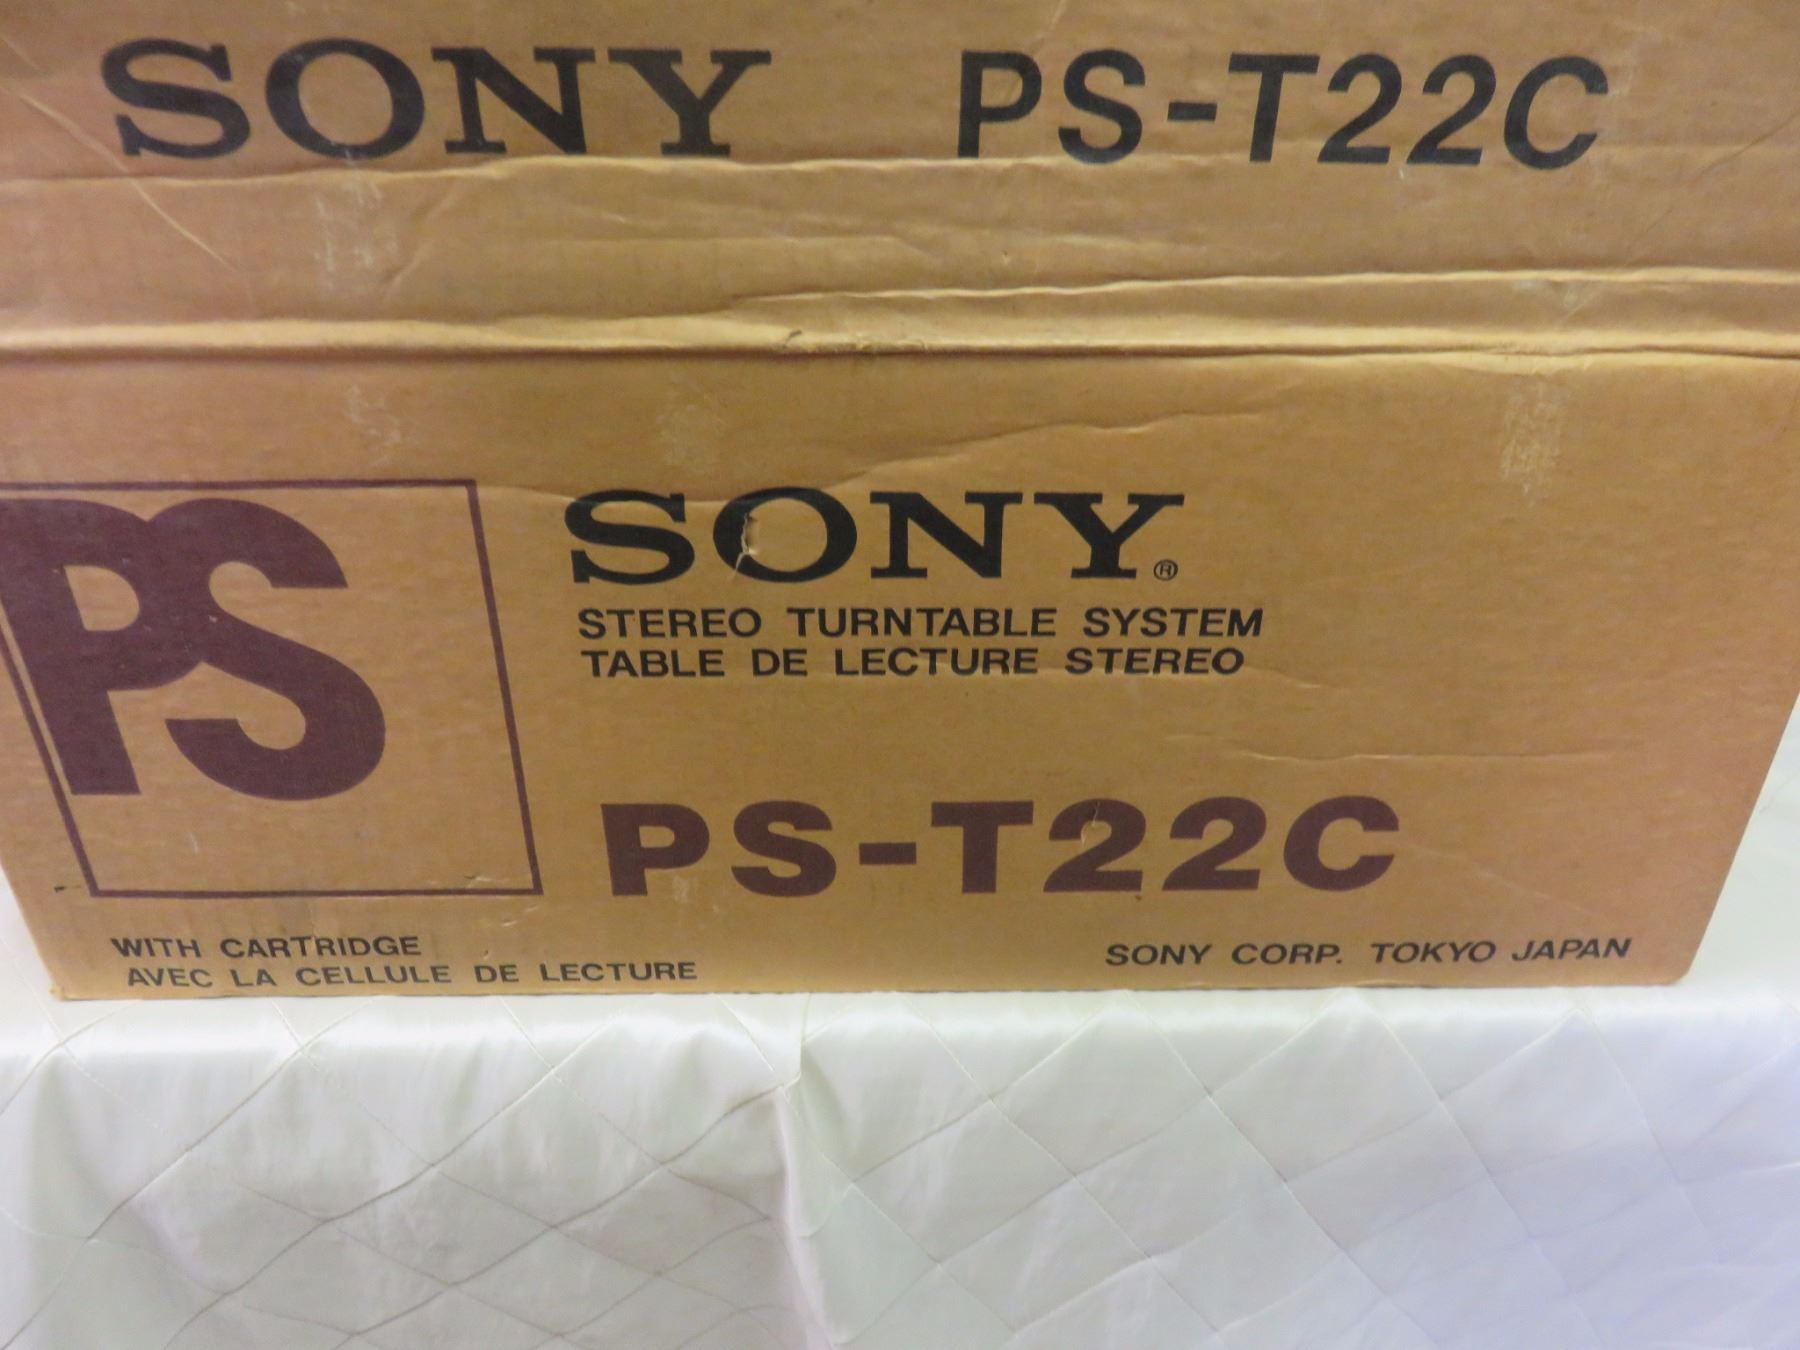 SONY PS-T22C
PS
SONY®
STEREO TURNTABLE SYSTEM
TABLE DE LECTURE STEREO
PS-T22C
WITH CARTRIDGE
AVEC LA CELLULE DE LECTURE
SONY CORP. TOKYO JAPAN